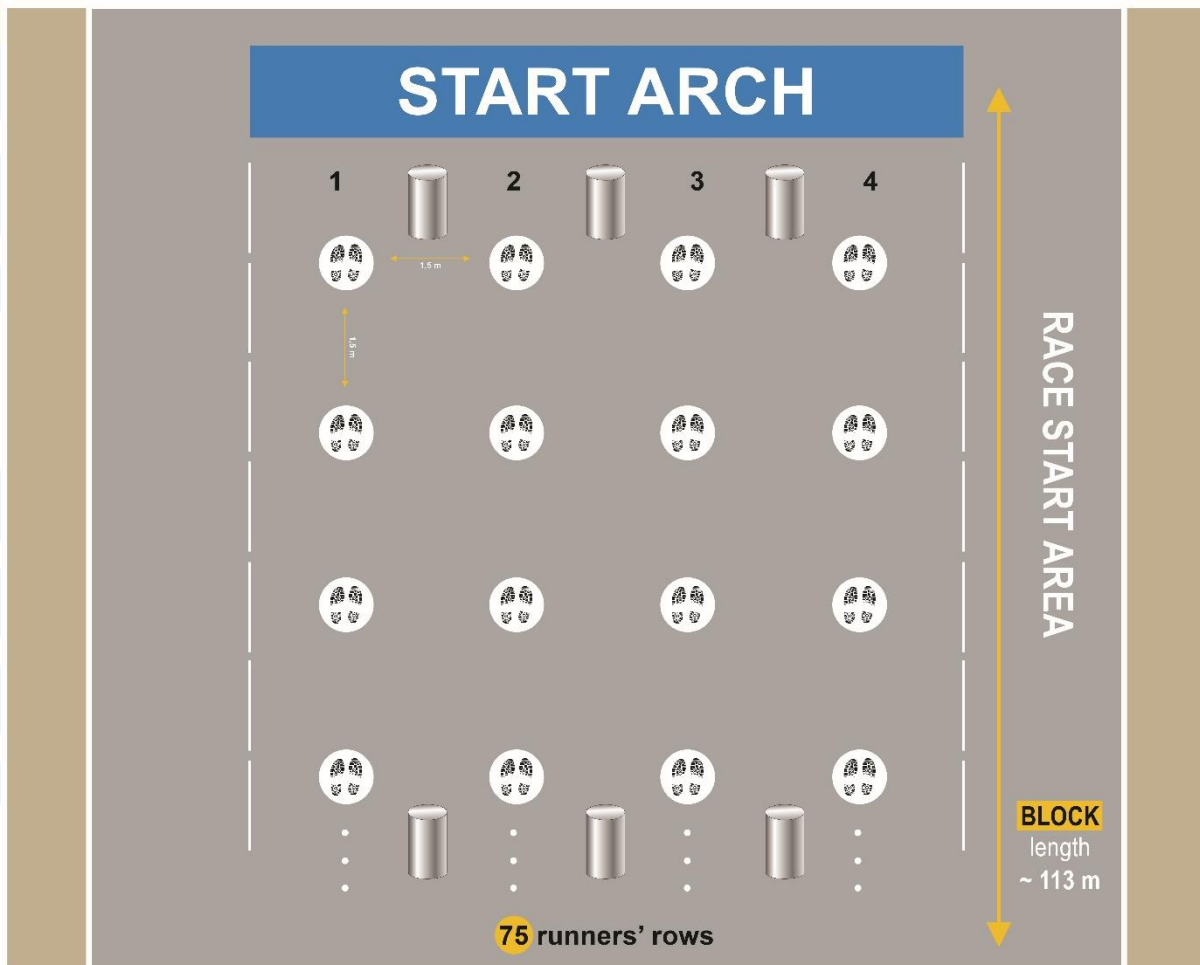 START ARCH
1 2 3 4
1,5 m
1,5 m
RACE START AREA
BLOCK
length
~ 113 m
75 runners’ rows